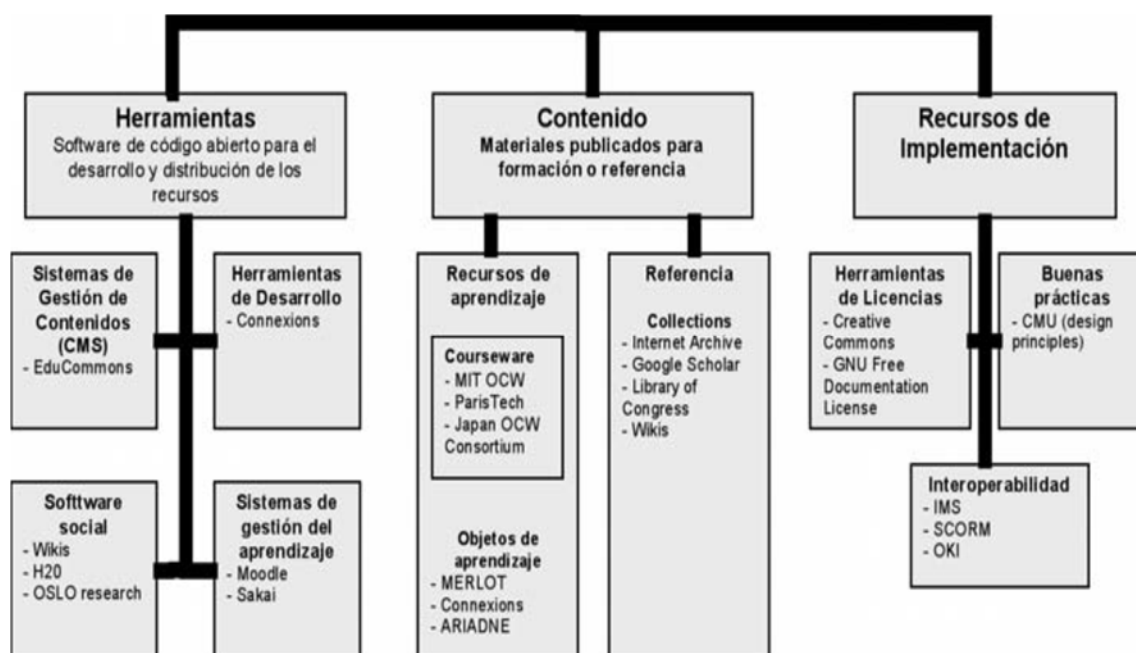 Herramientas
Software de código abierto para el
desarrollo y distribución de los
recursos
Contenido
Materiales publicados para
formación o referencia
Recursos de
Implementación
Sistemas de
Gestión de
Contenidos
(CMS)
- EduCommons
Herramientas
de Desarrollo
- Connexions
Softtware
social
- Wikis
- H20
- OSLO research
Sistemas de
gestión del
aprendizaje
- Moodle
- Sakai
Recursos de
aprendizaje
Courseware
- MIT OCW
- ParisTech
- Japan OCW
Consortium
Objetos de
aprendizaje
- MERLOT
- Connexions
- ARIADNE
Referencia
Collections
- Internet Archive
- Google Scholar
- Library of
Congress
- Wikis
Herramientas
de Licencias
- Creative
Commons
- GNU Free
Documentation
License
Buenas
prácticas
- CMU (design
principles)
Interoperabilidad
- IMS
- SCORM
- OKI